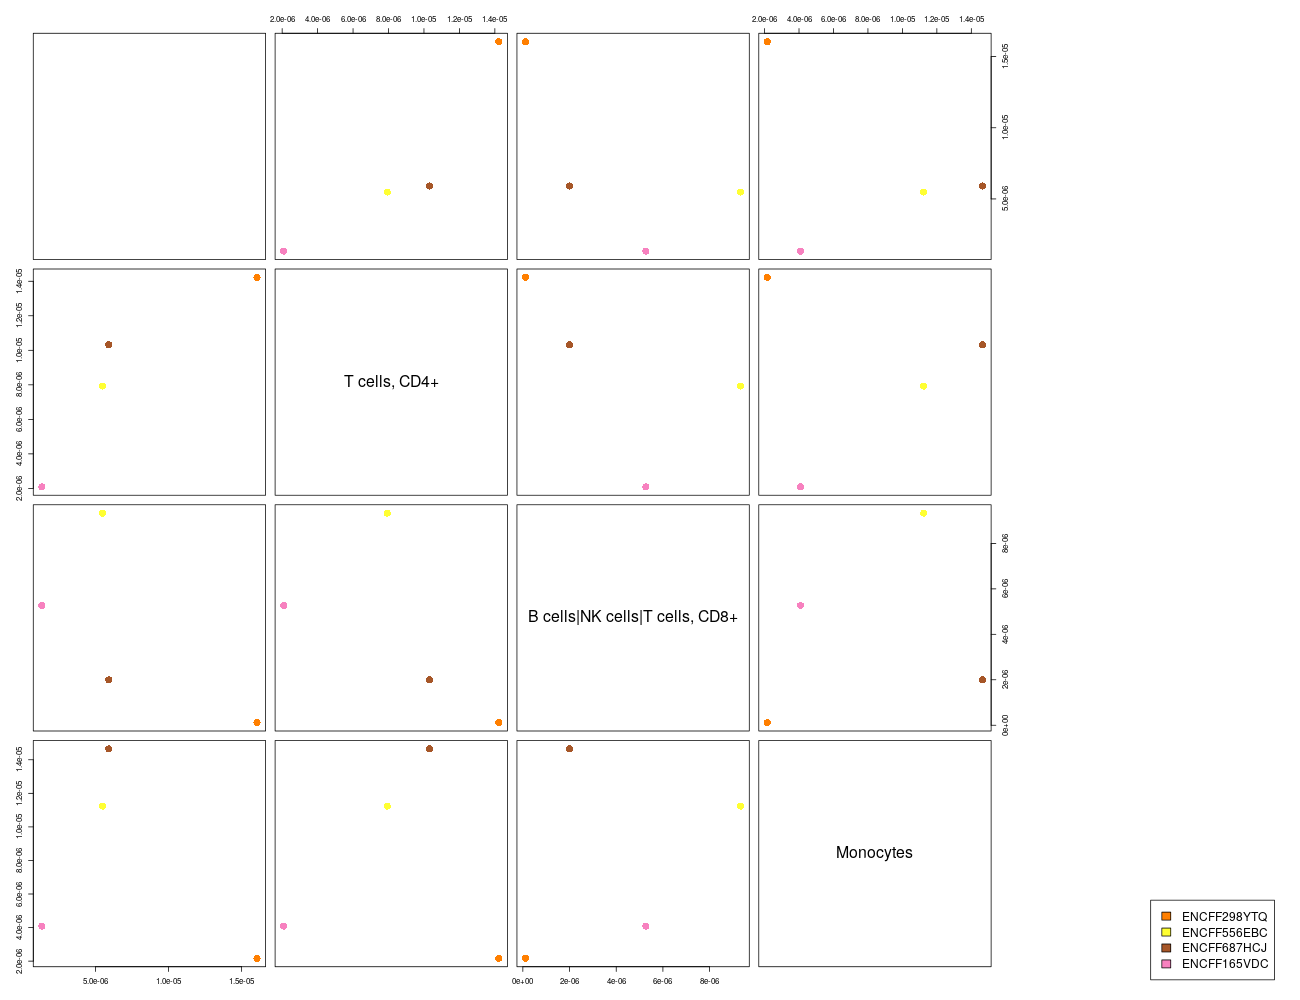 2.0e-06 4.0e-06 6.0e-06 8.0e-06 1.0e-05 1.2e-05 1.4e-05
2.0e-06 4.0e-06 6.0e-06 8.0e-06 1.0e-05 1.2e-05 1.4e-05
1.5e-05
1.0e-05
5.0e-06
1.4e-05
1.2e-05
1.0e-05
8.0e-06
6.0e-06
4.0e-06
2.0e-06
T cells, CD4+
B cells|NK cells|T cells, CD8+
8e-06
6e-06
4e-06
2e-06
0e+00
1.4e-05
1.2e-05
1.0e-05
8.0e-06
6.0e-06
4.0e-06
2.0e-06
Monocytes
5.0e-06 1.0e-05 1.5e-05
0e+00 2e-06 4e-06 6e-06 8e-06
ENCFF298YTQ
ENCFF556EBC
ENCFF687HCJ
ENCFF165VDC